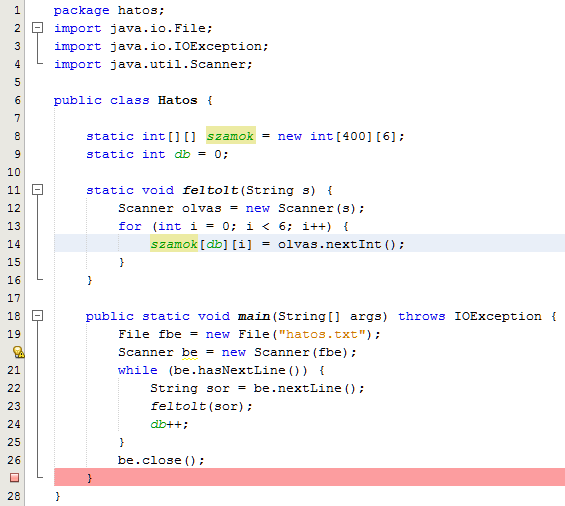 1 package hatos;
2 import java.io.File;
3 import java.io.IOException;
4 import java.util.Scanner;
5
6 public class Hatos {
7
8     static int[][] szamok = new int[400][6];
9     static int db = 0;
10
11     static void feltolt(String s) {
12         Scanner olvas = new Scanner(s);
13         for (int i = 0; i < 6; i++) {
14             szamok[db][i] = olvas.nextInt();
15         }
16     }
17
18     public static void main(String[] args) throws IOException {
19         File fbe = new File("hatos.txt");
        Scanner be = new Scanner(fbe);
21         while (be.hasNextLine()) {
22             String sor = be.nextLine();
23             feltolt(sor);
24             db++;
25         }
26         be.close();
    }
28 }